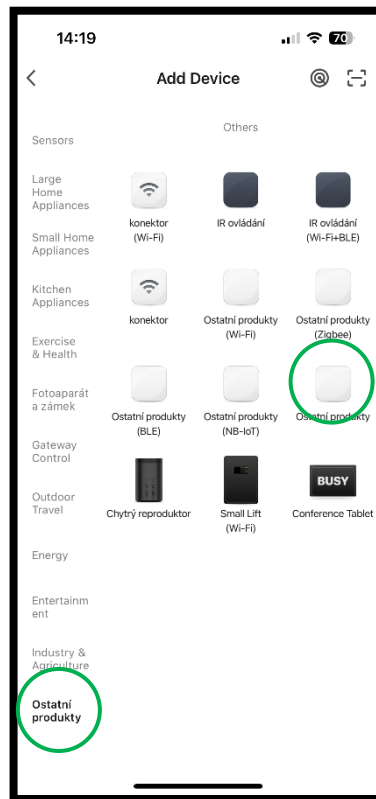 14:19
70
Add Device
Sensors
Large
Home
Appliances
Small Home
Appliances
Kitchen
Appliances
Exercise
& Health
Fotoaparát
a zámek
Gateway
Control
Outdoor
Travel
Energy
Entertainm
ent
Industry &
Agriculture
Ostatní
produkty
Others
konektor
(Wi-Fi)
IR ovládání
IR ovládání
(Wi-Fi+BLE)
konektor
Ostatní produkty
(Wi-Fi)
Ostatní produkty
(Zigbee)
Ostatní produkty
(BLE)
Ostatní produkty
(NB-IoT)
Ostatní produkty
Chytrý reproduktor
Small Lift
(Wi-Fi)
BUSY
Conference Tablet